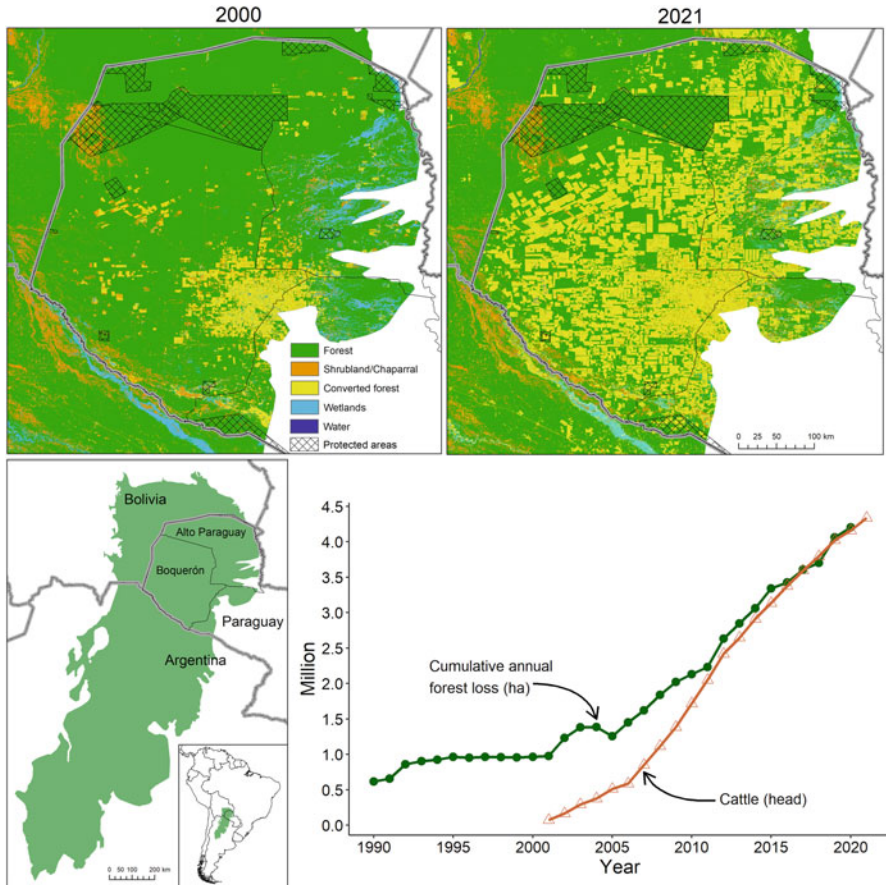 2000
2021
Forest
Shrubland/Chaparral
Converted forest
Wetlands
Water
Protected areas
0 25 50 100 km
Bolivia
Alto Paraguay
Boquerón
Paraguay
Argentina
0 50 100 200 km
Million
4.5
4.0
3.5
3.0
2.5
2.0
1.5
1.0
0.5
0.0
Cumulative annual
forest loss (ha)
Cattle (head)
1990 1995 2000 2005 2010 2015 2020
Year